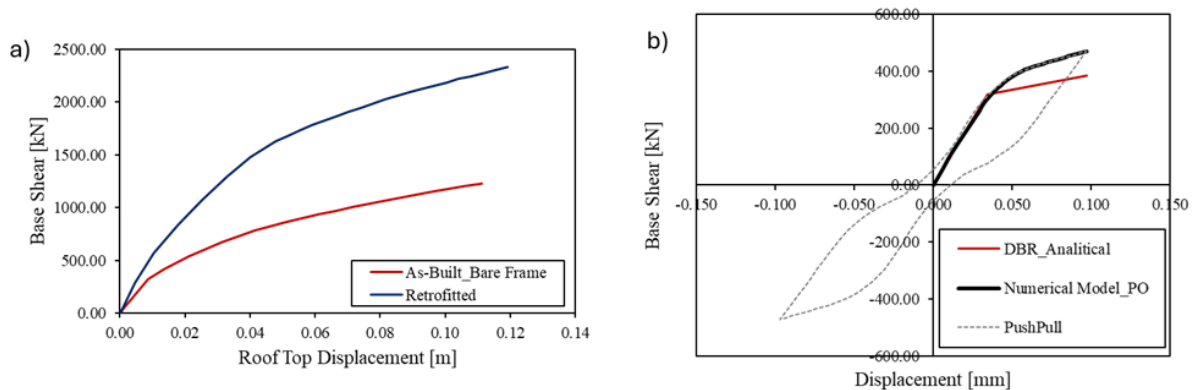 a)
2500.00
2000.00
1500.00
1000.00
500.00
0.00
Base Shear [kN]
0.00 0.02 0.04 0.06 0.08 0.10 0.12 0.14
Roof Top Displacement [m]
As-Built_Bare Frame
Retrofitted
b)
600.00
400.00
200.00
0.00
-200.00
-400.00
-600.00
Base Shear [kN]
-0.150 -0.100 -0.050 0.000 0.050 0.100 0.150
Displacement [mm]
DBR_Analitical
Numerical Model_PO
PushPull